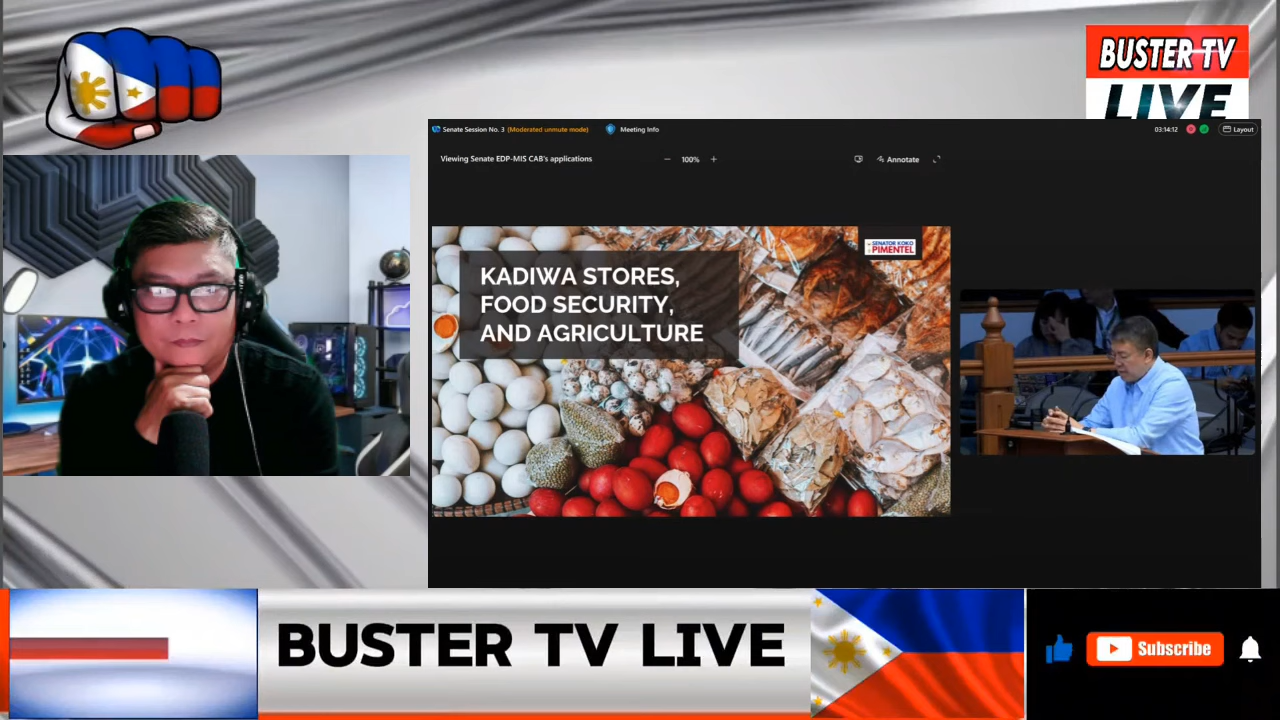 BUSTER TV
LIVE
Senate Session No. 3 (Moderated unmute mode)
Meeting Info
03:14:12
Layout
Viewing Senate EDP-MIS CAB's applications
100%
Annotate
SENATOR KOKO
PIMENTEL
KADIWA STORES,
FOOD SECURITY,
AND AGRICULTURE
BUSTER TV LIVE
Subscribe